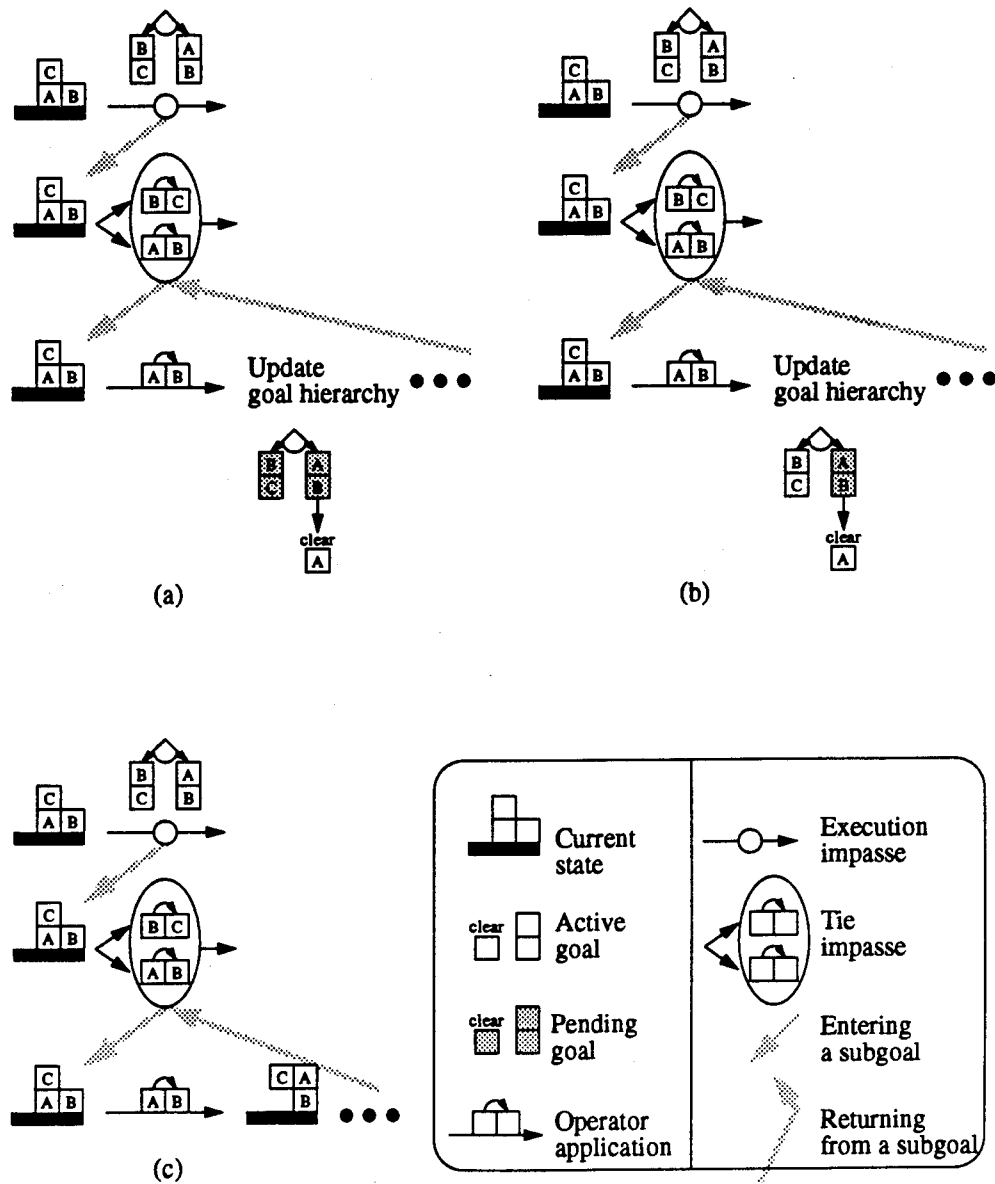 B A
C B
C
A B
C
A B
B C
A B
C
A B
A B
Update
goal hierarchy
B A
C B
clear
A
(a)
B A
C B
C
A B
C
A B
B C
A B
C
A B
A B
Update
goal hierarchy
B A
C B
clear
A
(b)
B A
C B
C
A B
C
A B
B C
A B
C
A B
A B
C A
B
(c)
Current
state
clear
Active
goal
clear
Pending
goal
Operator
application
Execution
impasse
Tie
impasse
Entering
a subgoal
Returning
from a subgoal